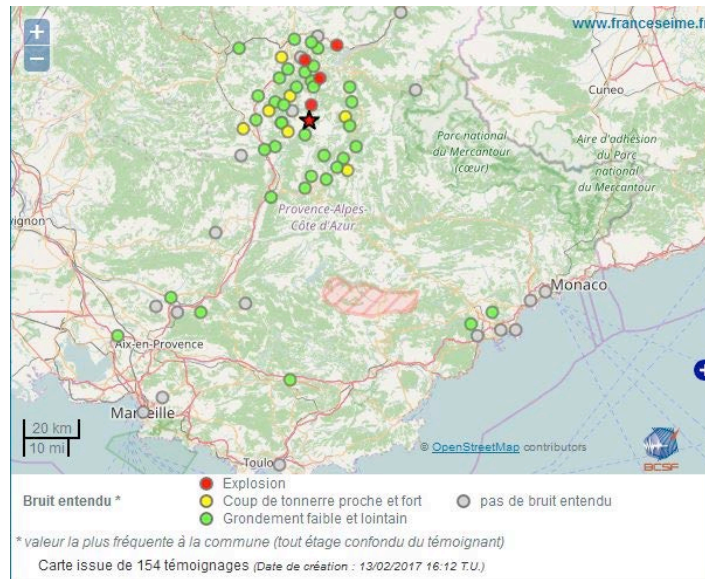 www.franceseime.fr
+
−
Cuneo
Parc national
du Mercantour
(cœur)
Aire d'adhésion
du Parc
national
du Mercantour
Provence-Alpes-
Côte d'Azur
vignon
Monaco
Aix-en-Provence
Marseille
Toulon
20 km
10 mi
© OpenStreetMap contributors
BCSF
Bruit entendu *
Explosion
Coup de tonnerre proche et fort
pas de bruit entendu
Grondement faible et lointain
* valeur la plus fréquente à la commune (tout étage confondu du témoignant)
Carte issue de 154 témoignages (Date de création : 13/02/2017 16:12 T.U.)